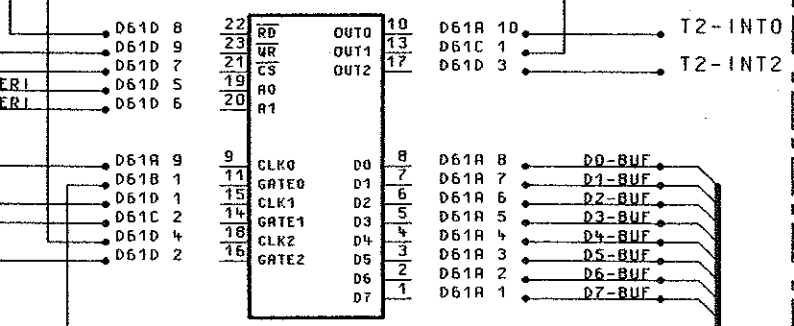 D61D 8 22 RD OUT0 10 D61A 10 T2-INT0
D61D 9 23 WR OUT1 13 D61C 1
D61D 7 21 CS OUT2 17 D61D 3 T2-INT2
ERI D61D 5 19 A0
ERI D61D 6 20 A1
D61A 9 9 CLK0 D0 8 D61A 8 D0-BUF
D61B 1 11 GATE0 D1 7 D61A 7 D1-BUF
D61D 1 15 CLK1 D2 6 D61A 6 D2-BUF
D61C 2 14 GATE1 D3 5 D61A 5 D3-BUF
D61D 4 18 CLK2 D4 4 D61A 4 D4-BUF
D61D 2 16 GATE2 D5 3 D61A 3 D5-BUF
D6 2 D61A 2 D6-BUF
D7 1 D61A 1 D7-BUF